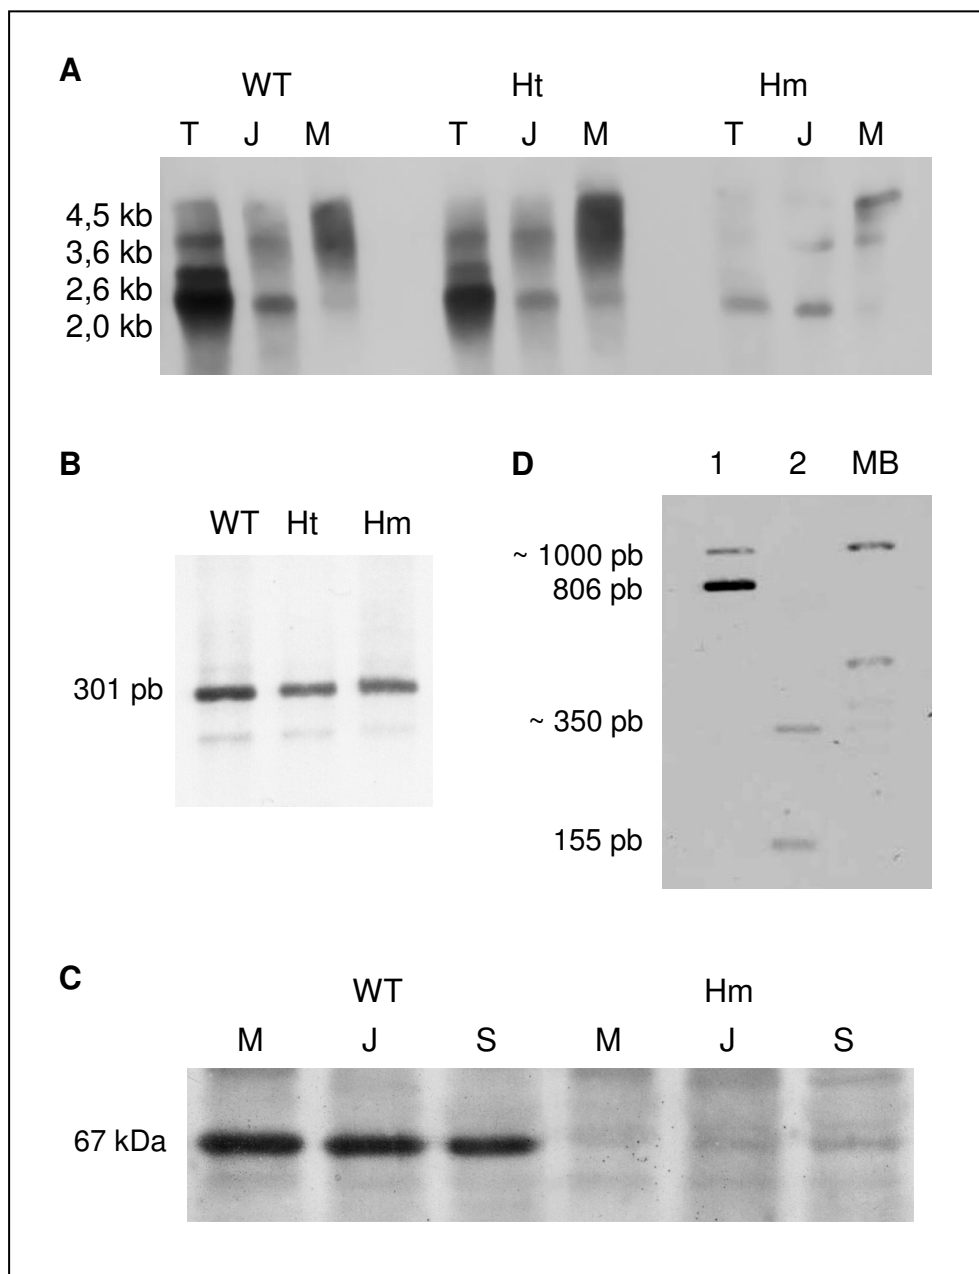 A
WT Ht Hm
T J M T J M T J M
4,5 kb
3,6 kb
2,6 kb
2,0 kb
B
WT Ht Hm
301 pb
D
1 2 MB
~ 1000 pb
806 pb
~ 350 pb
155 pb
C
WT Hm
M J S M J S
67 kDa